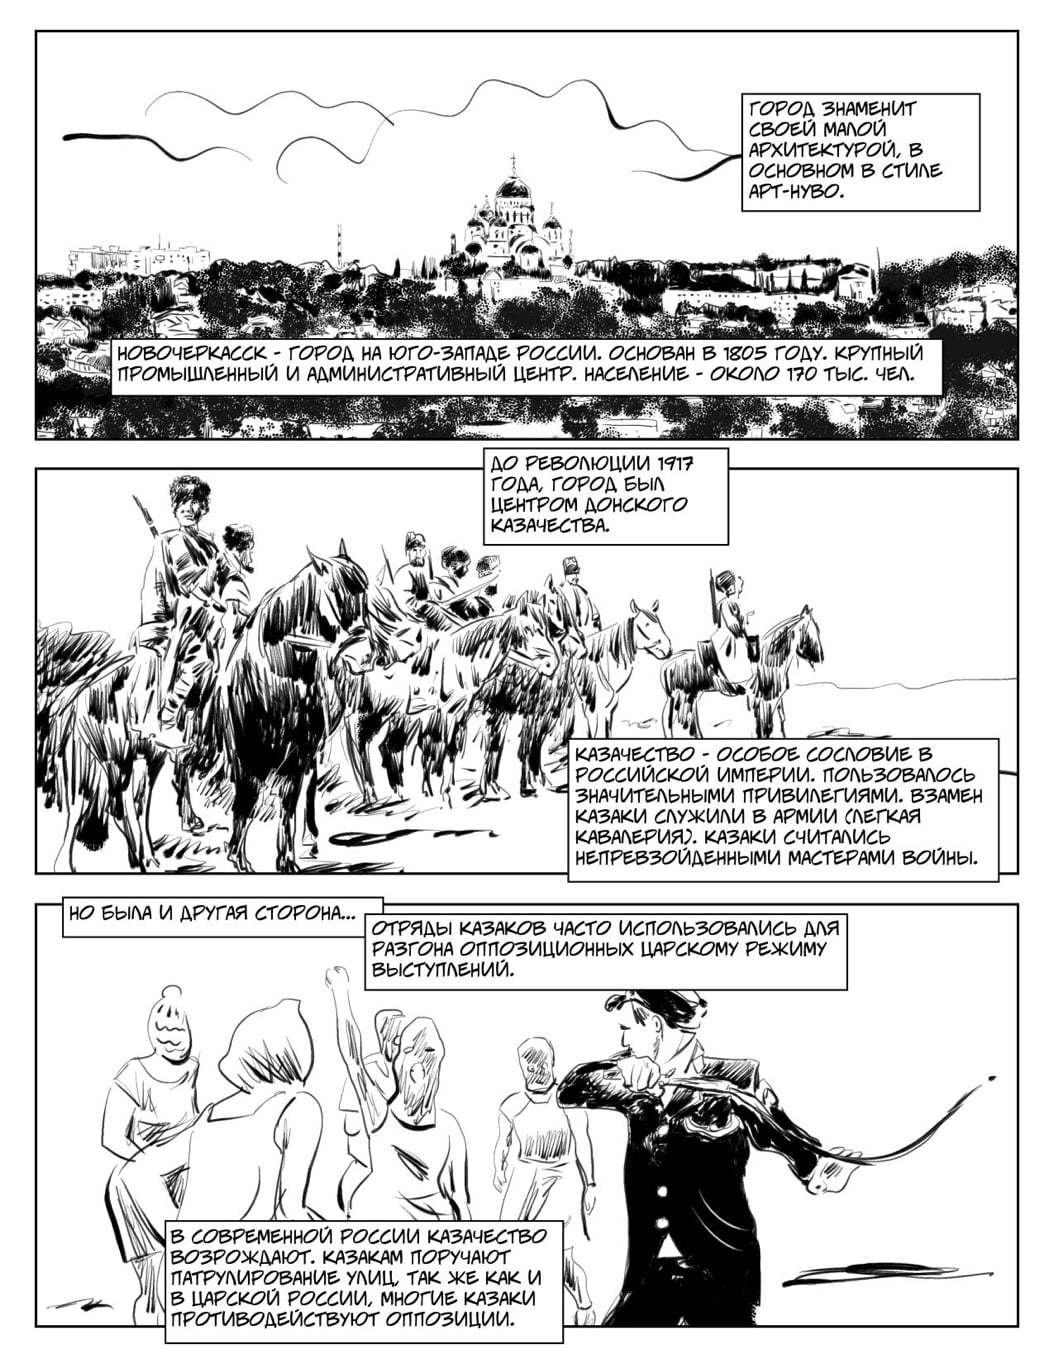 ГОРОД ЗНАМЕНИТ
СВОЕЙ МАЛОЙ
АРХИТЕКТУРОЙ, В
ОСНОВНОМ В СТИЛЕ
АРТ-НУВО.
НОВОЧЕРКАССК - ГОРОД НА ЮГО-ЗАПАДЕ РОССИИ. ОСНОВАН В 1805 ГОДУ. КРУПНЫЙ
ПРОМЫШЛЕННЫЙ И АДМИНИСТРАТИВНЫЙ ЦЕНТР. НАСЕЛЕНИЕ - ОКОЛО 170 ТЫС. ЧЕЛ.
ДО РЕВОЛЮЦИИ 1917
ГОДА, ГОРОД БЫЛ
ЦЕНТРОМ ДОНСКОГО
КАЗАЧЕСТВА.
КАЗАЧЕСТВО - ОСОБОЕ СОСЛОВИЕ В
РОССИЙСКОЙ ИМПЕРИИ. ПОЛЬЗОВАЛОСЬ
ЗНАЧИТЕЛЬНЫМИ ПРИВИЛЕГИЯМИ. ВЗАМЕН
КАЗАКИ СЛУЖИЛИ В АРМИИ (ЛЕГКАЯ
КАВАЛЕРИЯ). КАЗАКИ СЧИТАЛИСЬ
НЕПРЕВЗОЙДЕННЫМИ МАСТЕРАМИ ВОЙНЫ.
НО БЫЛА И ДРУГАЯ СТОРОНА...
ОТРЯДЫ КАЗАКОВ ЧАСТО ИСПОЛЬЗОВАЛИСЬ ДЛЯ
РАЗГОНА ОППОЗИЦИОННЫХ ЦАРСКОМУ РЕЖИМУ
ВЫСТУПЛЕНИЙ.
В СОВРЕМЕННОЙ РОССИИ КАЗАЧЕСТВО
ВОЗРОЖДАЮТ. КАЗАКАМ ПОРУЧАЮТ
ПАТРУЛИРОВАНИЕ УЛИЦ, ТАК ЖЕ КАК И
В ЦАРСКОЙ РОССИИ, МНОГИЕ КАЗАКИ
ПРОТИВОДЕЙСТВУЮТ ОППОЗИЦИИ.